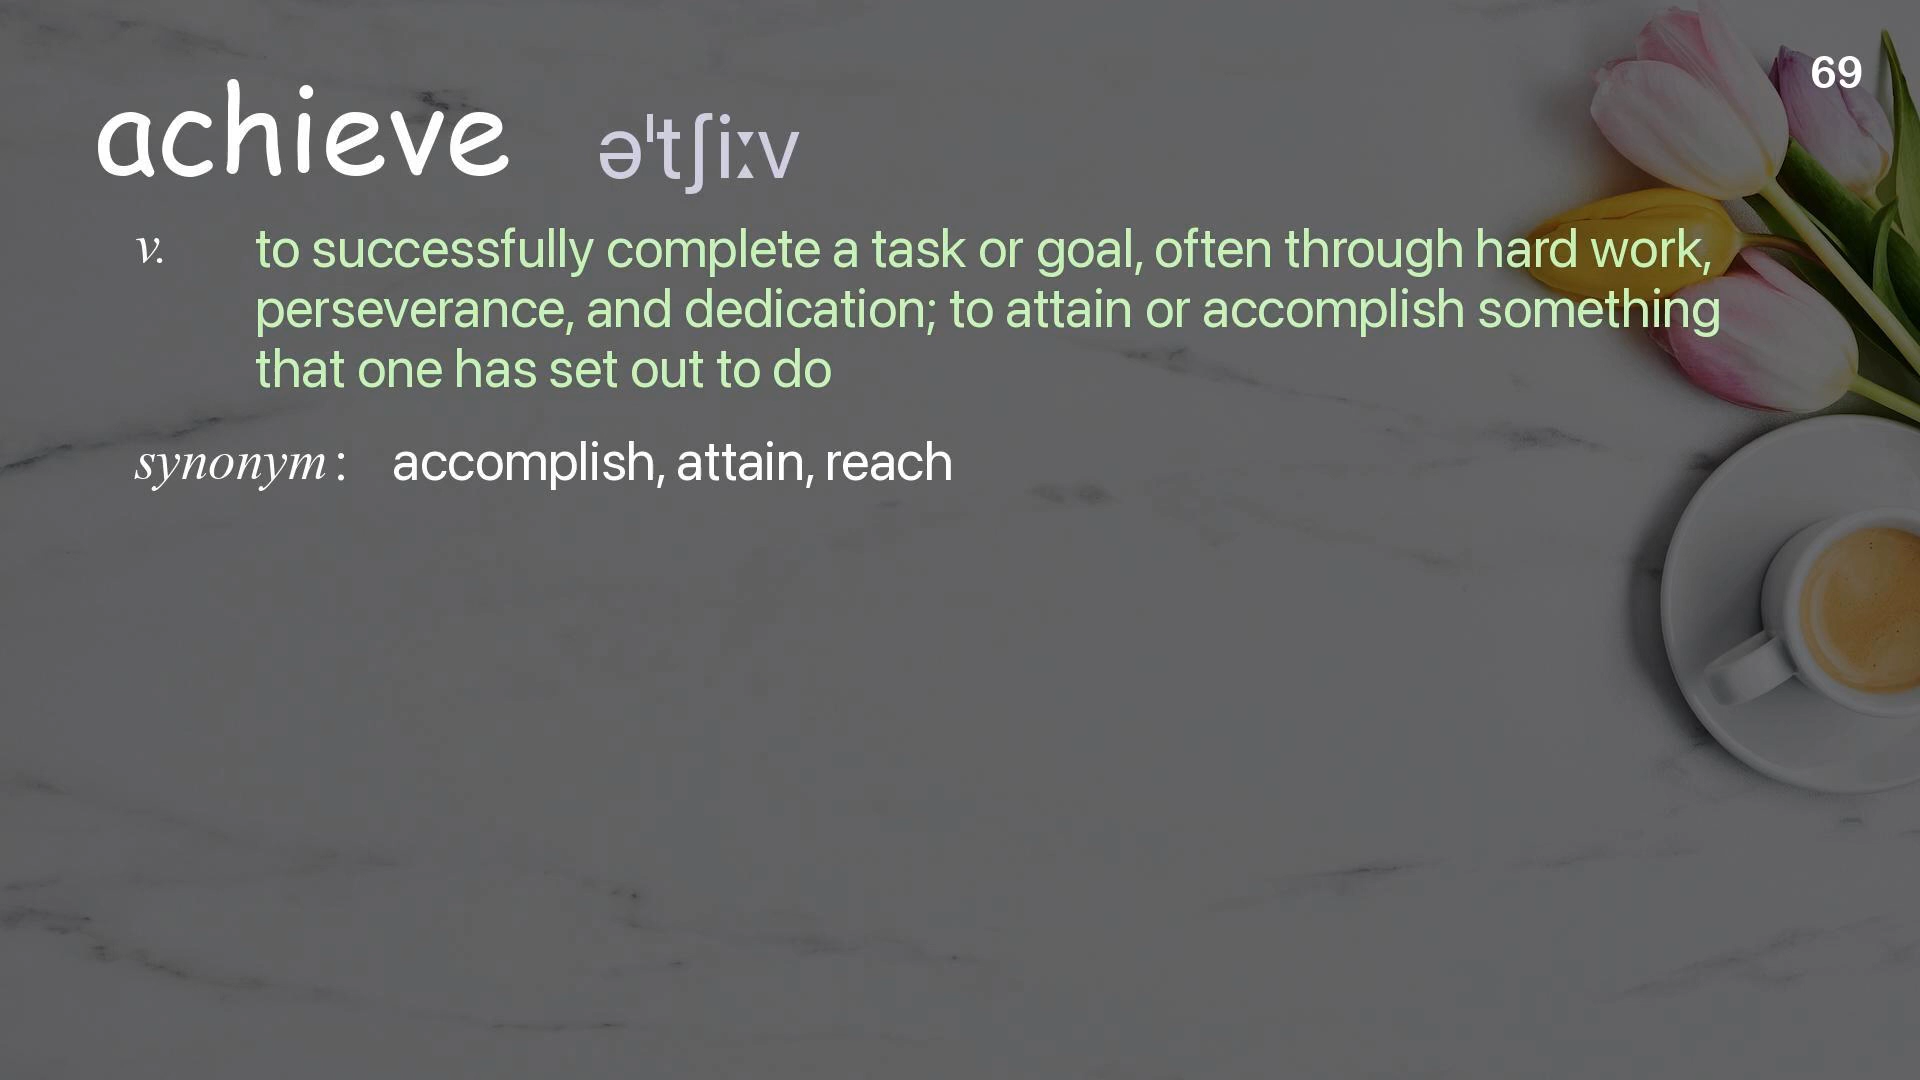 69
achieve əˈtʃiːv
v. to successfully complete a task or goal, often through hard work,
perseverance, and dedication; to attain or accomplish something
that one has set out to do
synonym: accomplish, attain, reach